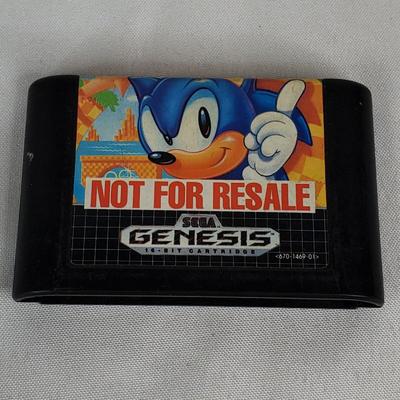 NOT FOR RESALE
SEGA
GENESIS
16-BIT CARTRIDGE
<670-1469-01>